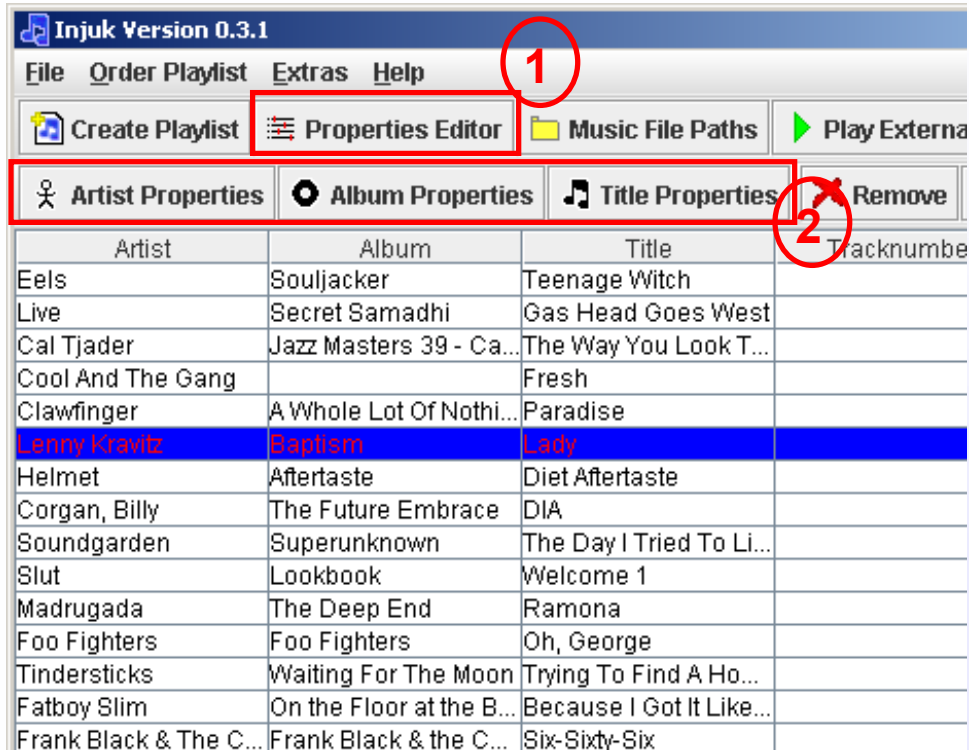 Injuk Version 0.3.1
1
File Order Playlist Extras Help
Create Playlist Properties Editor Music File Paths Play Externa
Artist Properties Album Properties Title Properties Remove
2
Artist Album Title Tracknumbe
Eels Souljacker Teenage Witch
Live Secret Samadhi Gas Head Goes West
Cal Tjader Jazz Masters 39 - Ca... The Way You Look T...
Cool And The Gang Fresh
Clawfinger A Whole Lot Of Nothi... Paradise
Lenny Kravitz Baptism Lady
Helmet Aftertaste Diet Aftertaste
Corgan, Billy The Future Embrace DIA
Soundgarden Superunknown The Day I Tried To Li...
Slut Lookbook Welcome 1
Madrugada The Deep End Ramona
Foo Fighters Foo Fighters Oh, George
Tindersticks Waiting For The Moon Trying To Find A Ho...
Fatboy Slim On the Floor at the B... Because I Got It Like...
Frank Black & The C... Frank Black & the C... Six-Sixty-Six